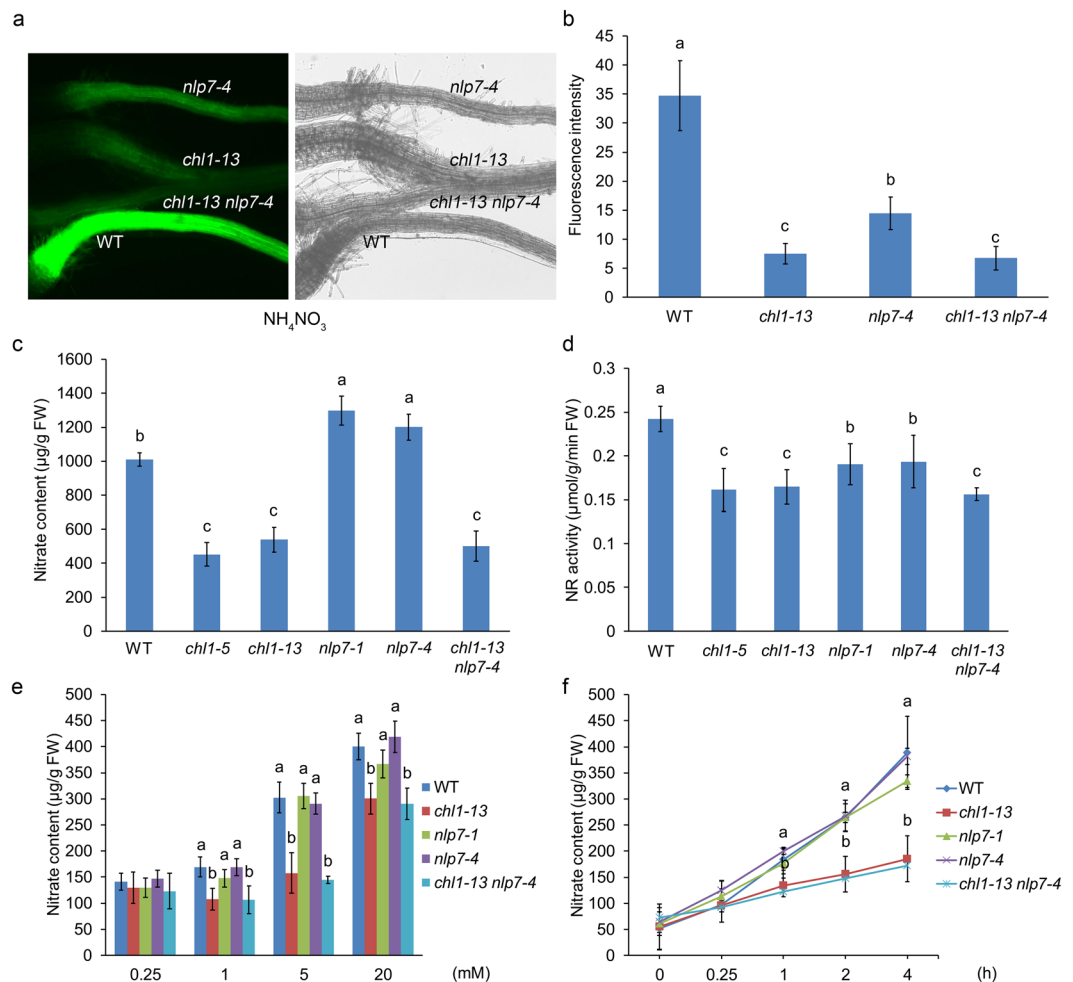 a
nlp7-4
chl1-13
chl1-13 nlp7-4
WT
nlp7-4
chl1-13
chl1-13 nlp7-4
WT
NH4NO3
b
Fluorescence intensity
45
40
35
30
25
20
15
10
5
0
a
c
b
c
WT
chl1-13
nlp7-4
chl1-13 nlp7-4
c
Nitrate content (µg/g FW)
1600
1400
1200
1000
800
600
400
200
0
b
c
c
a
a
c
WT
chl1-5
chl1-13
nlp7-1
nlp7-4
chl1-13
nlp7-4
d
NR activity (µmol/g/min FW)
0.3
0.25
0.2
0.15
0.1
0.05
0
a
c
c
b
b
c
WT
chl1-5
chl1-13
nlp7-1
nlp7-4
chl1-13
nlp7-4
e
Nitrate content (µg/g FW)
500
450
400
350
300
250
200
150
100
50
0
a
b
a
a
b
a
b
a
a
b
a
b
a
a
b
0.25
1
5
20
(mM)
WT
chl1-13
nlp7-1
nlp7-4
chl1-13 nlp7-4
f
Nitrate content (µg/g FW)
500
450
400
350
300
250
200
150
100
50
0
a
b
a
b
a
b
0
0.25
1
2
4
(h)
WT
chl1-13
nlp7-1
nlp7-4
chl1-13 nlp7-4